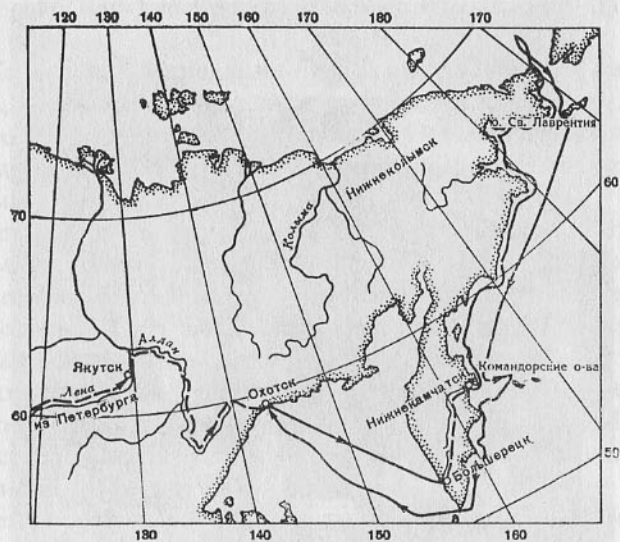 120 130 140 150 160 170 180 170
о. Св. Лаврентия
Нижнеколымск
60
70
Колыма
Алдан
Якутск
Лена
Командорские о-ва
Охотск
из Петербурга
Нижнекамчатск
60
Большерецк
50
130 140 150 160